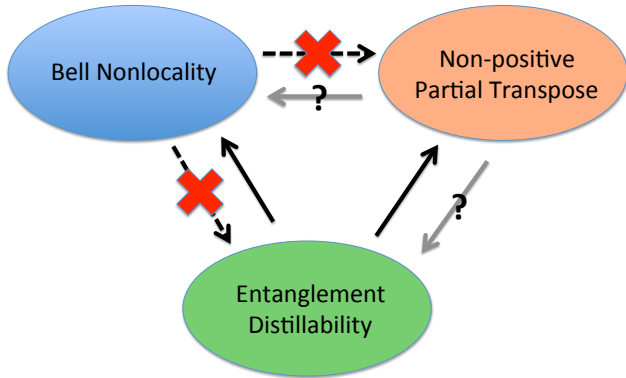 Bell Nonlocality
Non-positive
Partial Transpose
?
?
Entanglement
Distillability